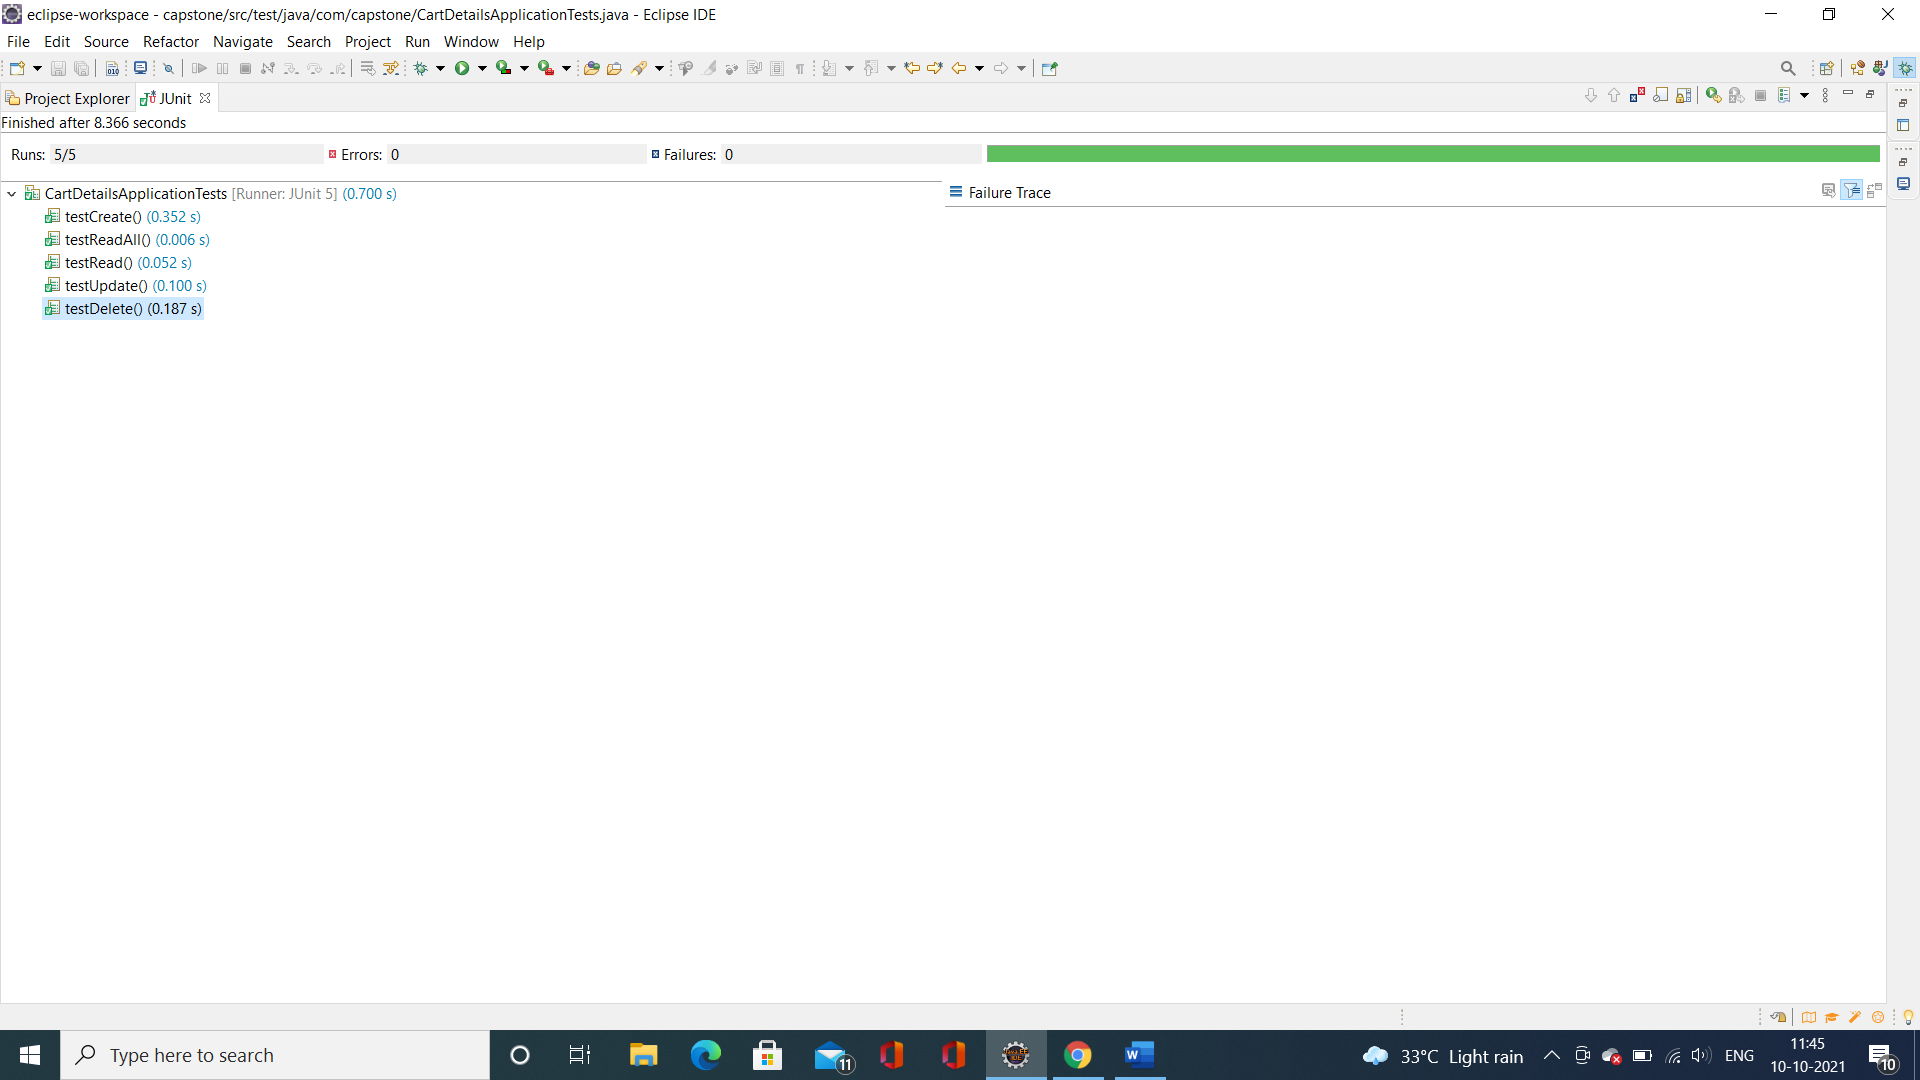 eclipse-workspace - capstone/src/test/java/com/capstone/CartDetailsApplicationTests.java - Eclipse IDE
File Edit Source Refactor Navigate Search Project Run Window Help
Project Explorer JUnit
Finished after 8.366 seconds
Runs: 5/5 Errors: 0 Failures: 0
CartDetailsApplicationTests [Runner: JUnit 5] (0.700 s)
Failure Trace
testCreate() (0.352 s)
testReadAll() (0.006 s)
testRead() (0.052 s)
testUpdate() (0.100 s)
testDelete() (0.187 s)
Type here to search
11
33°C Light rain
ENG
11:45
10-10-2021
10